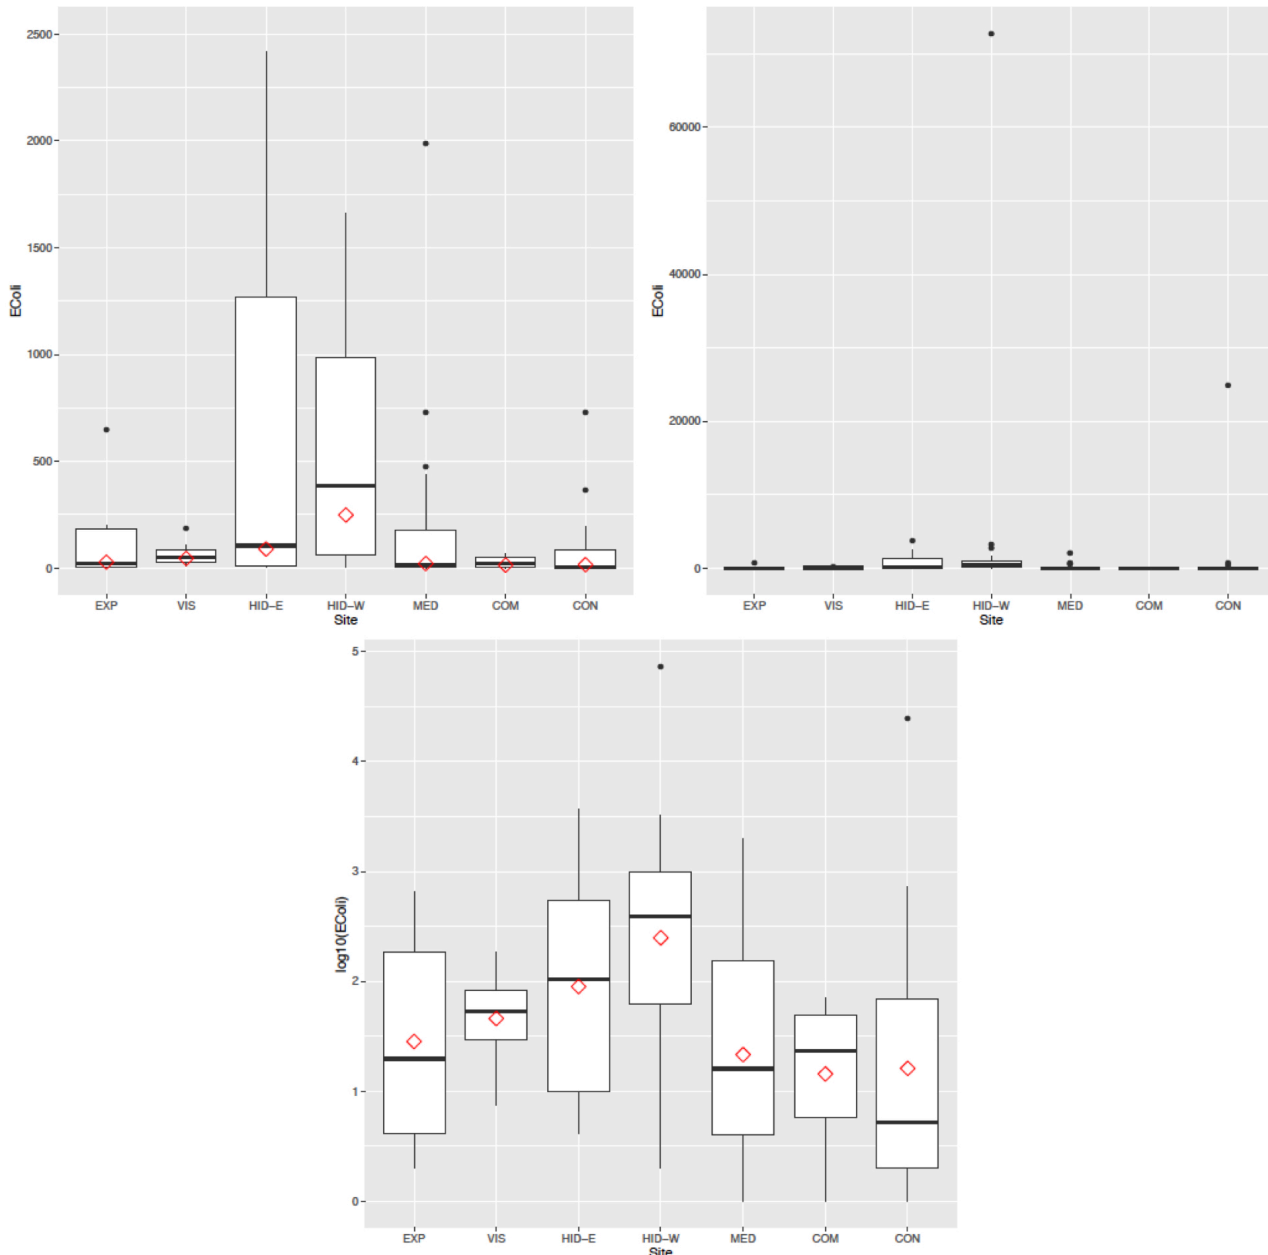 2500
2000
1500
1000
500
0
EColi
EXP VIS HID-E HID-W MED COM CON
Site
60000
40000
20000
0
EColi
EXP VIS HID-E HID-W MED COM CON
Site
5
4
3
2
1
0
log10(EColi)
EXP VIS HID-E HID-W MED COM CON
Site